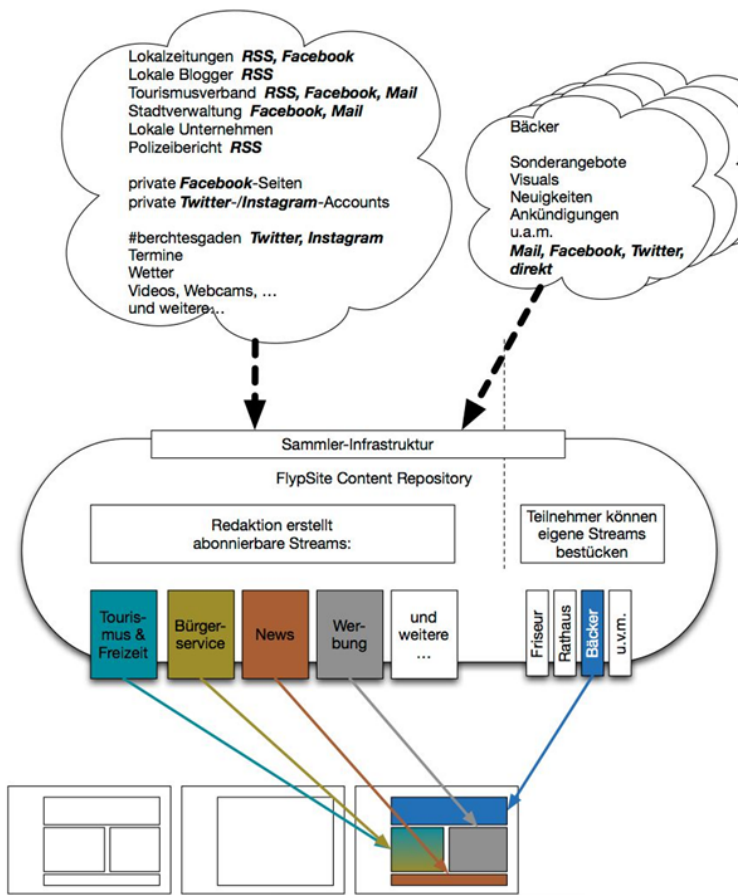 Lokalzeitungen RSS, Facebook
Lokale Blogger RSS
Tourismusverband RSS, Facebook, Mail
Stadtverwaltung Facebook, Mail
Lokale Unternehmen
Polizeibericht RSS
private Facebook-Seiten
private Twitter-/Instagram-Accounts
#berchtesgaden Twitter, Instagram
Termine
Wetter
Videos, Webcams, ...
und weitere...
Bäcker
Sonderangebote
Visuals
Neuigkeiten
Ankündigungen
u.a.m.
Mail, Facebook, Twitter,
direkt
Sammler-Infrastruktur
FlypSite Content Repository
Redaktion erstellt
abonnierbare Streams:
Teilnehmer können
eigene Streams
bestücken
Touris-
mus &
Freizeit
Bürger-
service
News
Wer-
bung
und
weitere
...
Friseur
Rathaus
Bäcker
u.v.m.